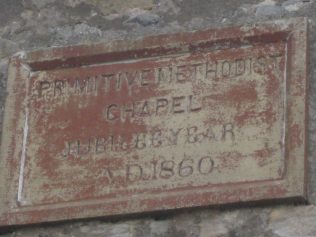 PRIMITIVE METHODIST
CHAPEL
JUBILEE YEAR
A.D. 1860